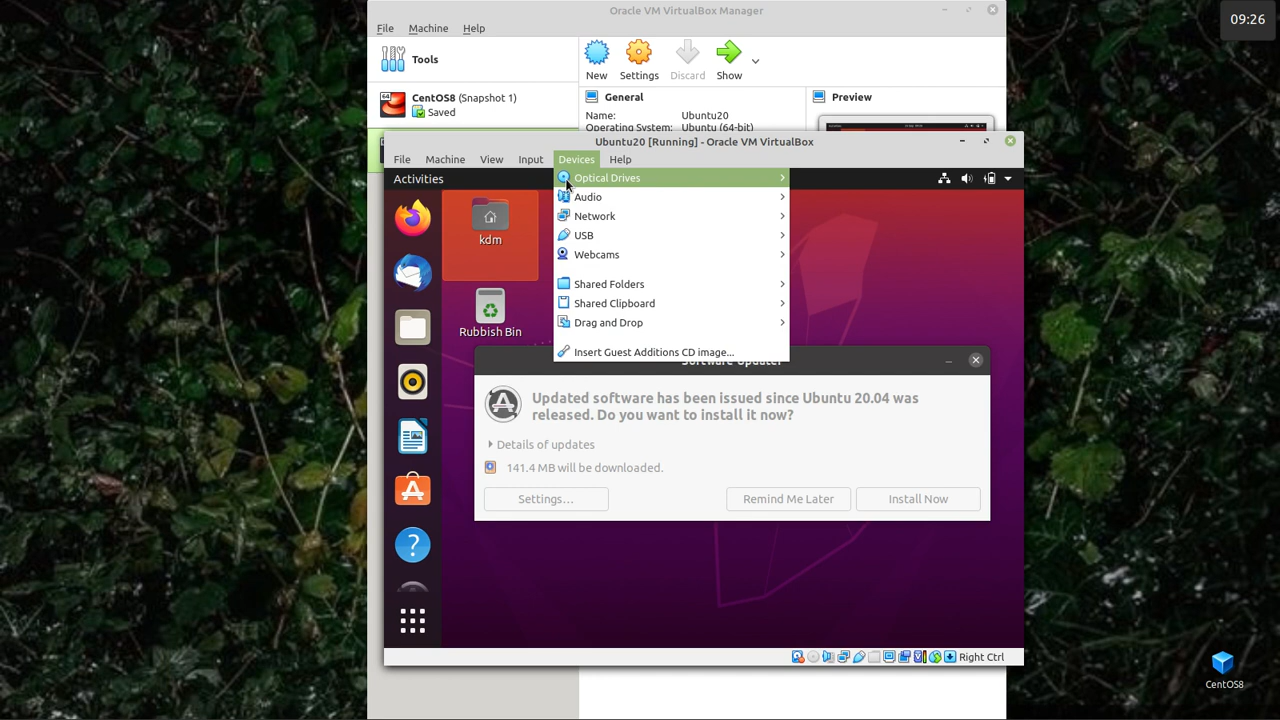 Oracle VM VirtualBox Manager
09:26
File Machine Help
Tools
New Settings Discard Show
CentOS8 (Snapshot 1)
Saved
General
Preview
Name: Ubuntu20
Operating System: Ubuntu (64-bit)
Ubuntu20 [Running] - Oracle VM VirtualBox
File Machine View Input Devices Help
Activities
Optical Drives
Audio
Network
USB
Webcams
Shared Folders
Shared Clipboard
Drag and Drop
Insert Guest Additions CD image...
kdm
Rubbish Bin
Software Updater
Updated software has been issued since Ubuntu 20.04 was
released. Do you want to install it now?
Details of updates
141.4 MB will be downloaded.
Settings… Remind Me Later Install Now
Right Ctrl
CentOS8